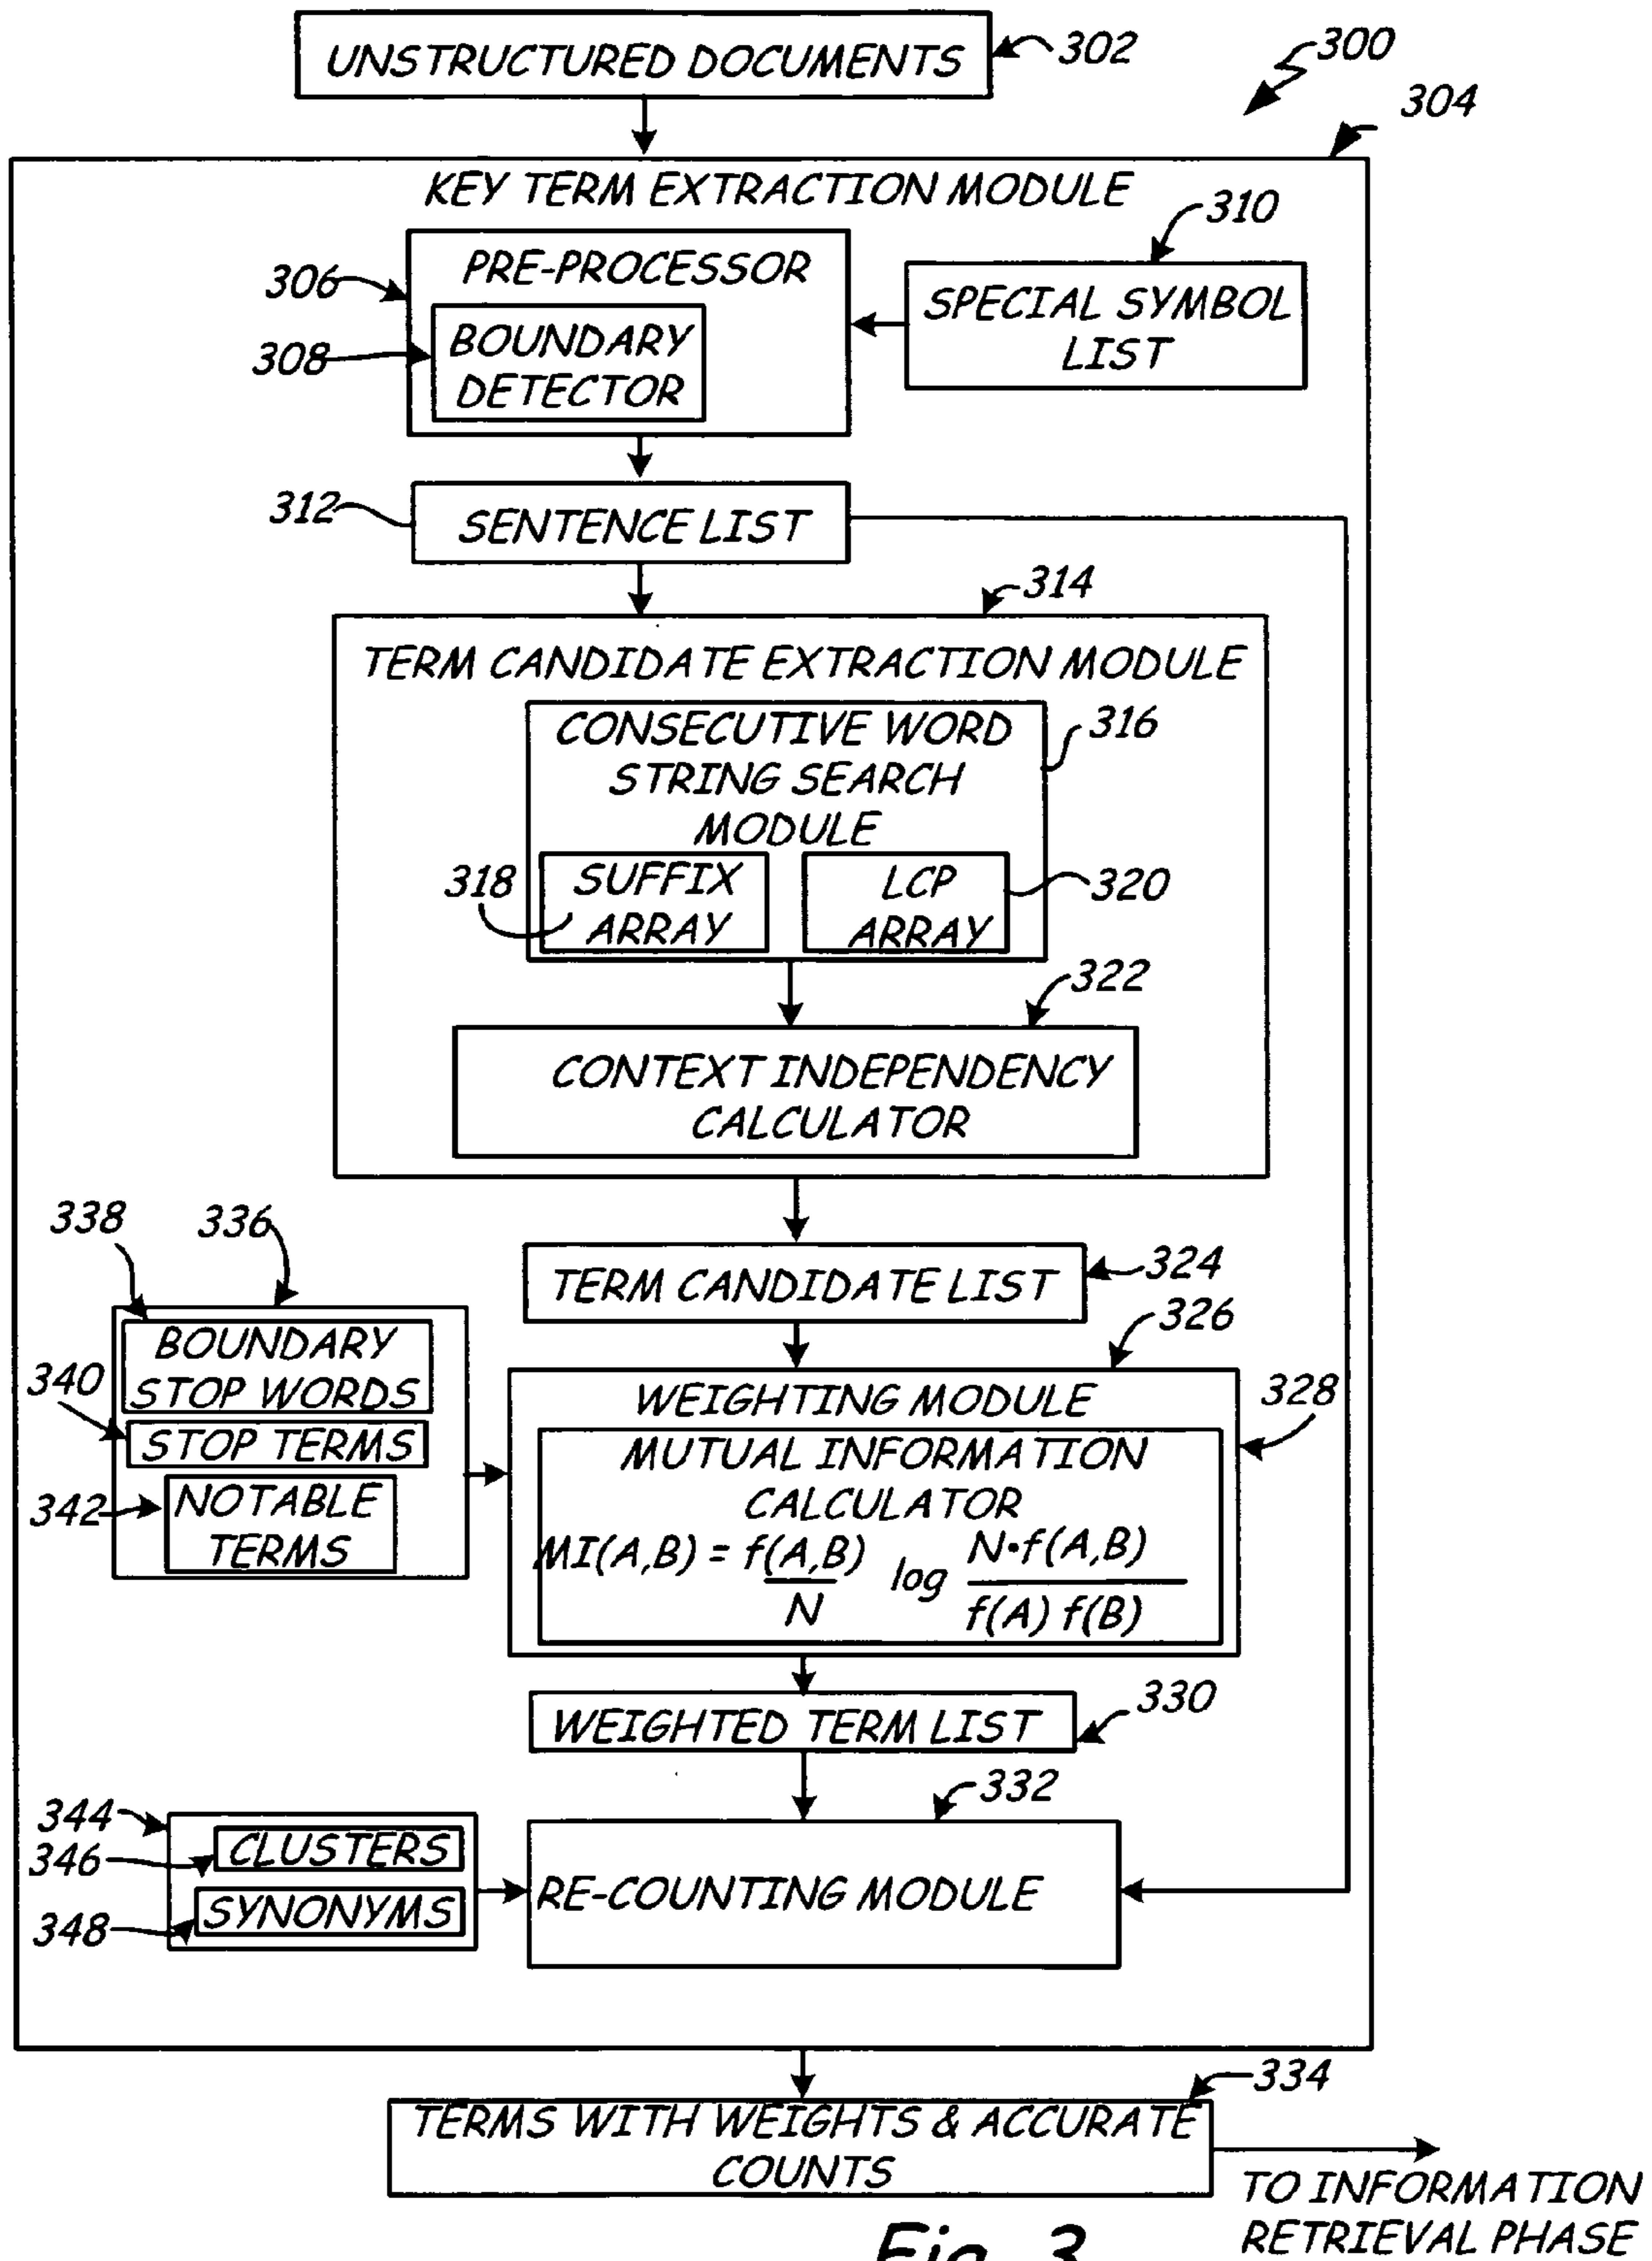 UNSTRUCTURED DOCUMENTS
302
300
304
KEY TERM EXTRACTION MODULE
310
306
PRE-PROCESSOR
SPECIAL SYMBOL
LIST
308
BOUNDARY
DETECTOR
312
SENTENCE LIST
314
TERM CANDIDATE EXTRACTION MODULE
316
CONSECUTIVE WORD
STRING SEARCH
MODULE
318
SUFFIX
ARRAY
LCP
ARRAY
320
322
CONTEXT INDEPENDENCY
CALCULATOR
338
336
324
TERM CANDIDATE LIST
326
BOUNDARY
STOP WORDS
340
STOP TERMS
342
NOTABLE
TERMS
328
WEIGHTING MODULE
MUTUAL INFORMATION
CALCULATOR
MI(A,B) = f(A,B)/N log N•f(A,B)/f(A) f(B)
330
WEIGHTED TERM LIST
332
344
346
CLUSTERS
348
SYNONYMS
RE-COUNTING MODULE
334
TERMS WITH WEIGHTS & ACCURATE
COUNTS
TO INFORMATION
RETRIEVAL PHASE
Fig. 3